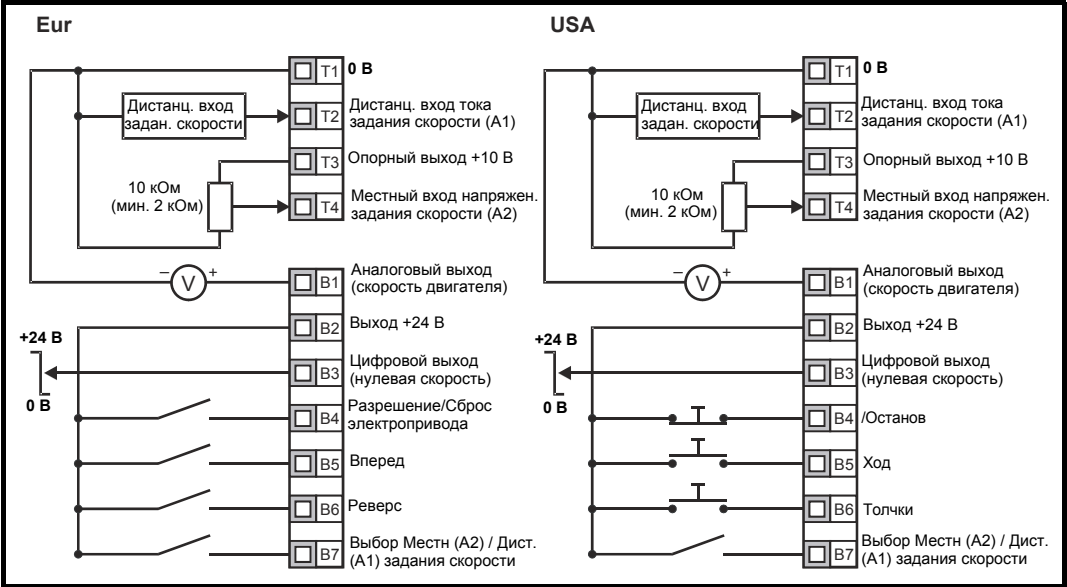 Eur
T1 0 В
Дистанц. вход
задан. скорости
T2
Дистанц. вход тока
задания скорости (A1)
T3 Опорный выход +10 В
10 кОм
(мин. 2 кОм)
T4
Местный вход напряжен.
задания скорости (A2)
– V +
B1
Аналоговый выход
(скорость двигателя)
B2 Выход +24 В
+24 В
0 В
B3
Цифровой выход
(нулевая скорость)
B4
Разрешение/Сброс
электропривода
B5 Вперед
B6 Реверс
B7
Выбор Местн (A2) / Дист.
(A1) задания скорости
USA
T1 0 В
Дистанц. вход
задан. скорости
T2
Дистанц. вход тока
задания скорости (A1)
T3 Опорный выход +10 В
10 кОм
(мин. 2 кОм)
T4
Местный вход напряжен.
задания скорости (A2)
– V +
B1
Аналоговый выход
(скорость двигателя)
B2 Выход +24 В
+24 В
0 В
B3
Цифровой выход
(нулевая скорость)
B4 /Останов
B5 Ход
B6 Толчки
B7
Выбор Местн (A2) / Дист.
(A1) задания скорости